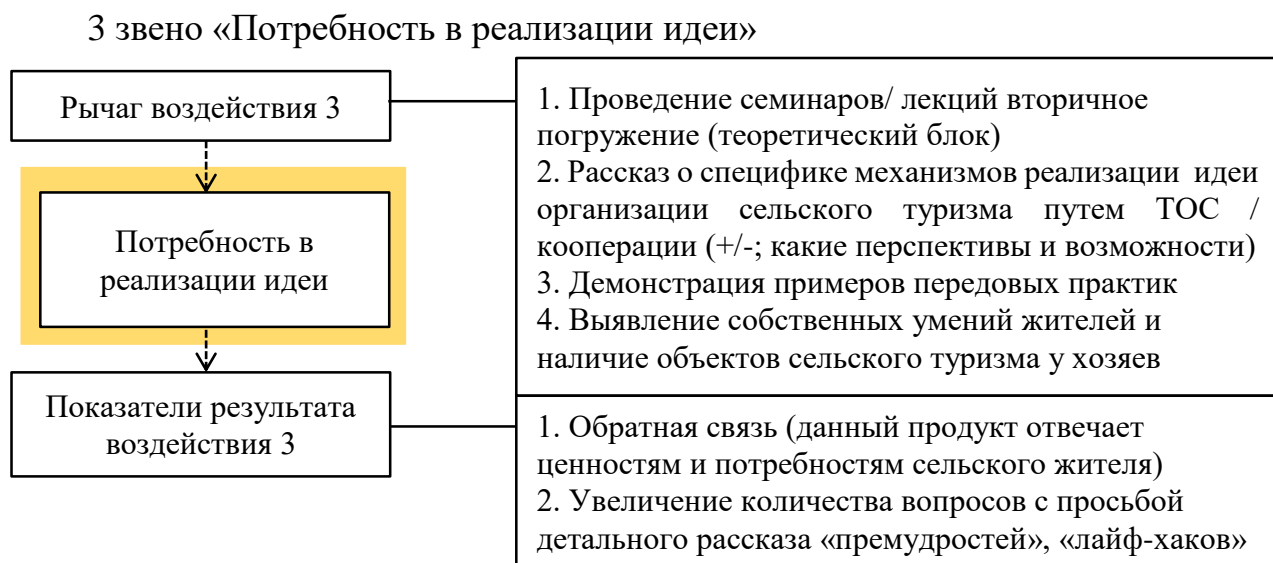 3 звено «Потребность в реализации идеи»
Рычаг воздействия 3
1. Проведение семинаров/ лекций вторичное
погружение (теоретический блок)
2. Рассказ о специфике механизмов реализации идеи
организации сельского туризма путем ТОС /
кооперации (+/-; какие перспективы и возможности)
3. Демонстрация примеров передовых практик
4. Выявление собственных умений жителей и
наличие объектов сельского туризма у хозяев
Потребность в
реализации идеи
Показатели результата
воздействия 3
1. Обратная связь (данный продукт отвечает
ценностям и потребностям сельского жителя)
2. Увеличение количества вопросов с просьбой
детального рассказа «премудростей», «лайф-хаков»